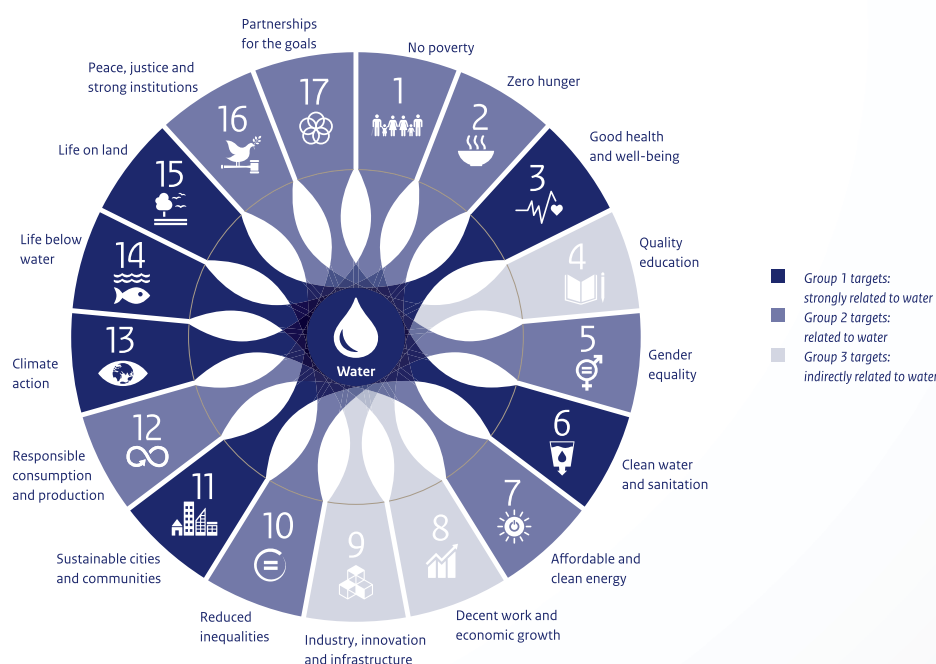 Partnerships
for the goals
No poverty
Zero hunger
Good health
and well-being
Quality
education
Gender
equality
Clean water
and sanitation
Affordable and
clean energy
Decent work and
economic growth
Industry, innovation
and infrastructure
Reduced
inequalities
Sustainable cities
and communities
Responsible
consumption
and production
Climate
action
Life below
water
Life on land
Peace, justice and
strong institutions
1
2
3
4
5
6
7
8
9
10
11
12
13
14
15
16
17
Water
Group 1 targets:
strongly related to water
Group 2 targets:
related to water
Group 3 targets:
indirectly related to water